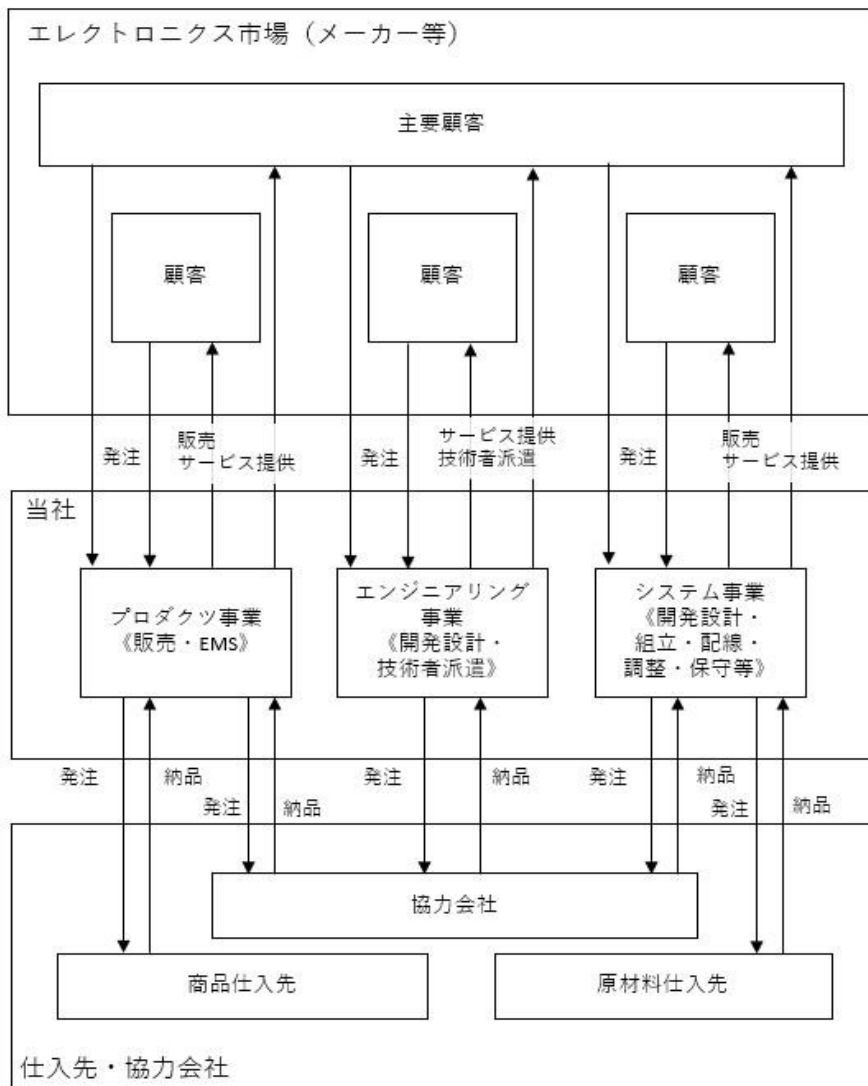 エレクトロニクス市場（メーカー等）
主要顧客
顧客
顧客
顧客
発注
販売
サービス提供
発注
サービス提供
技術者派遣
発注
販売
サービス提供
当社
プロダクツ事業
《販売・EMS》
エンジニアリング
事業
《開発設計・
技術者派遣》
システム事業
《開発設計・
組立・配線・
調整・保守等》
発注
納品
発注
納品
発注
納品
発注
納品
発注
納品
協力会社
商品仕入先
原材料仕入先
仕入先・協力会社